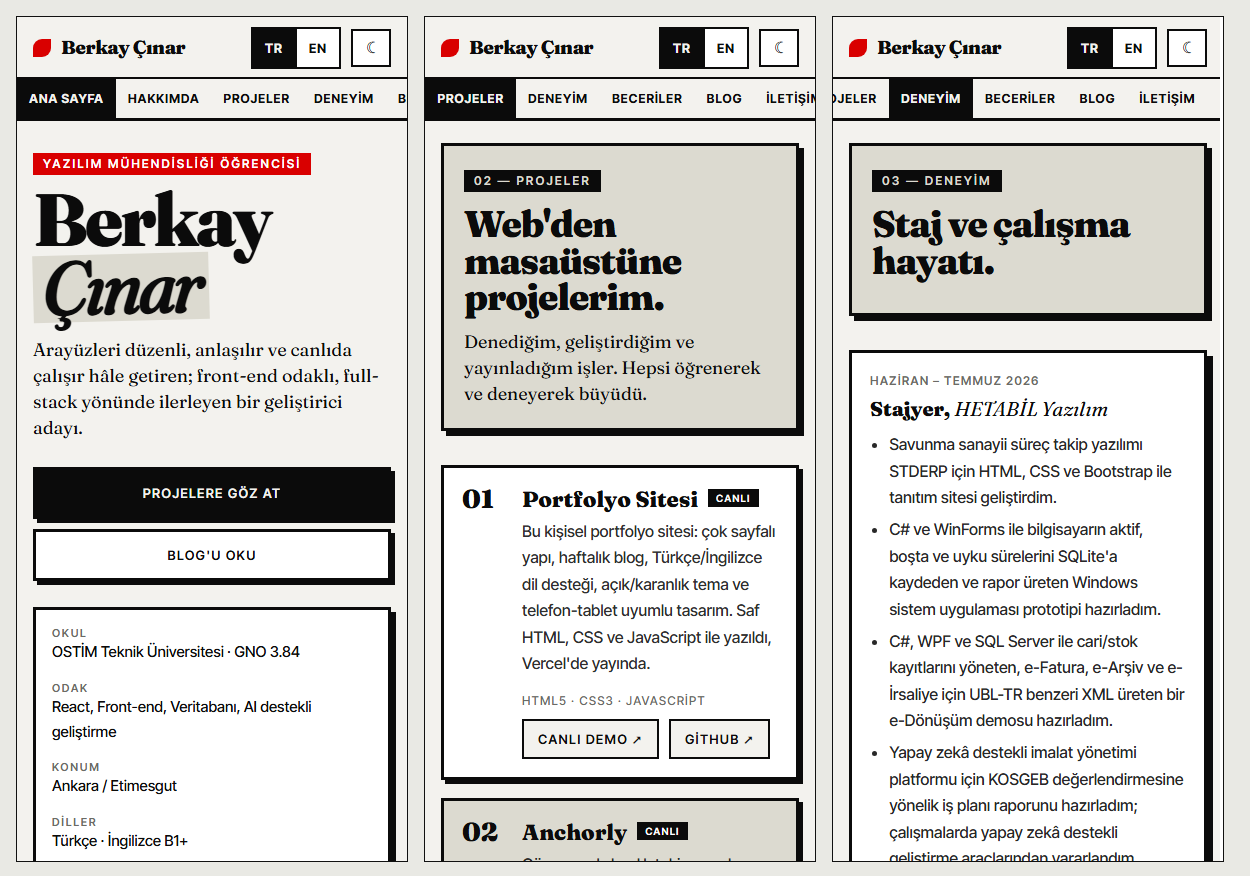 Berkay Çınar
TR EN
ANA SAYFA HAKKIMDA PROJELER DENEYİM
YAZILIM MÜHENDİSLİĞİ ÖĞRENCİSİ
Berkay
Çınar
Arayüzleri düzenli, anlaşılır ve canlıda
çalışır hâle getiren; front-end odaklı, full-
stack yönünde ilerleyen bir geliştirici
adayı.
PROJELERE GÖZ AT
BLOG'U OKU
OKUL
OSTİM Teknik Üniversitesi · GNO 3.84
ODAK
React, Front-end, Veritabanı, AI destekli
geliştirme
KONUM
Ankara / Etimesgut
DİLLER
Türkçe · İngilizce B1+
Berkay Çınar
TR EN
PROJELER DENEYİM BECERİLER BLOG İLETİŞİM
02 — PROJELER
Web'den
masaüstüne
projelerim.
Denediğim, geliştirdiğim ve
yayınladığım işler. Hepsi öğrenerek
ve deneyerek büyüdü.
01 Portfolyo Sitesi CANLI
Bu kişisel portfolyo sitesi: çok sayfalı
yapı, haftalık blog, Türkçe/İngilizce
dil desteği, açık/karanlık tema ve
telefon-tablet uyumlu tasarım. Saf
HTML, CSS ve JavaScript ile yazıldı,
Vercel'de yayında.
HTML5 · CSS3 · JAVASCRİPT
CANLI DEMO ↗ GİTHUB ↗
02 Anchorly CANLI
Berkay Çınar
TR EN
OJELER DENEYİM BECERİLER BLOG İLETİŞİM
03 — DENEYİM
Staj ve çalışma
hayatı.
HAZİRAN – TEMMUZ 2026
Stajyer, HETABİL Yazılım
• Savunma sanayii süreç takip yazılımı
STDERP için HTML, CSS ve Bootstrap ile
tanıtım sitesi geliştirdim.
• C# ve WinForms ile bilgisayarın aktif,
boşta ve uyku sürelerini SQLite'a
kaydeden ve rapor üreten Windows
sistem uygulaması prototipi hazırladım.
• C#, WPF ve SQL Server ile cari/stok
kayıtlarını yöneten, e-Fatura, e-Arşiv ve e-
İrsaliye için UBL-TR benzeri XML üreten bir
e-Dönüşüm demosu hazırladım.
• Yapay zekâ destekli imalat yönetimi
platformu için KOSGEB değerlendirmesine
yönelik iş planı raporunu hazırladım;
çalışmalarda yapay zekâ destekli
geliştirme araçlarından yararlandım.